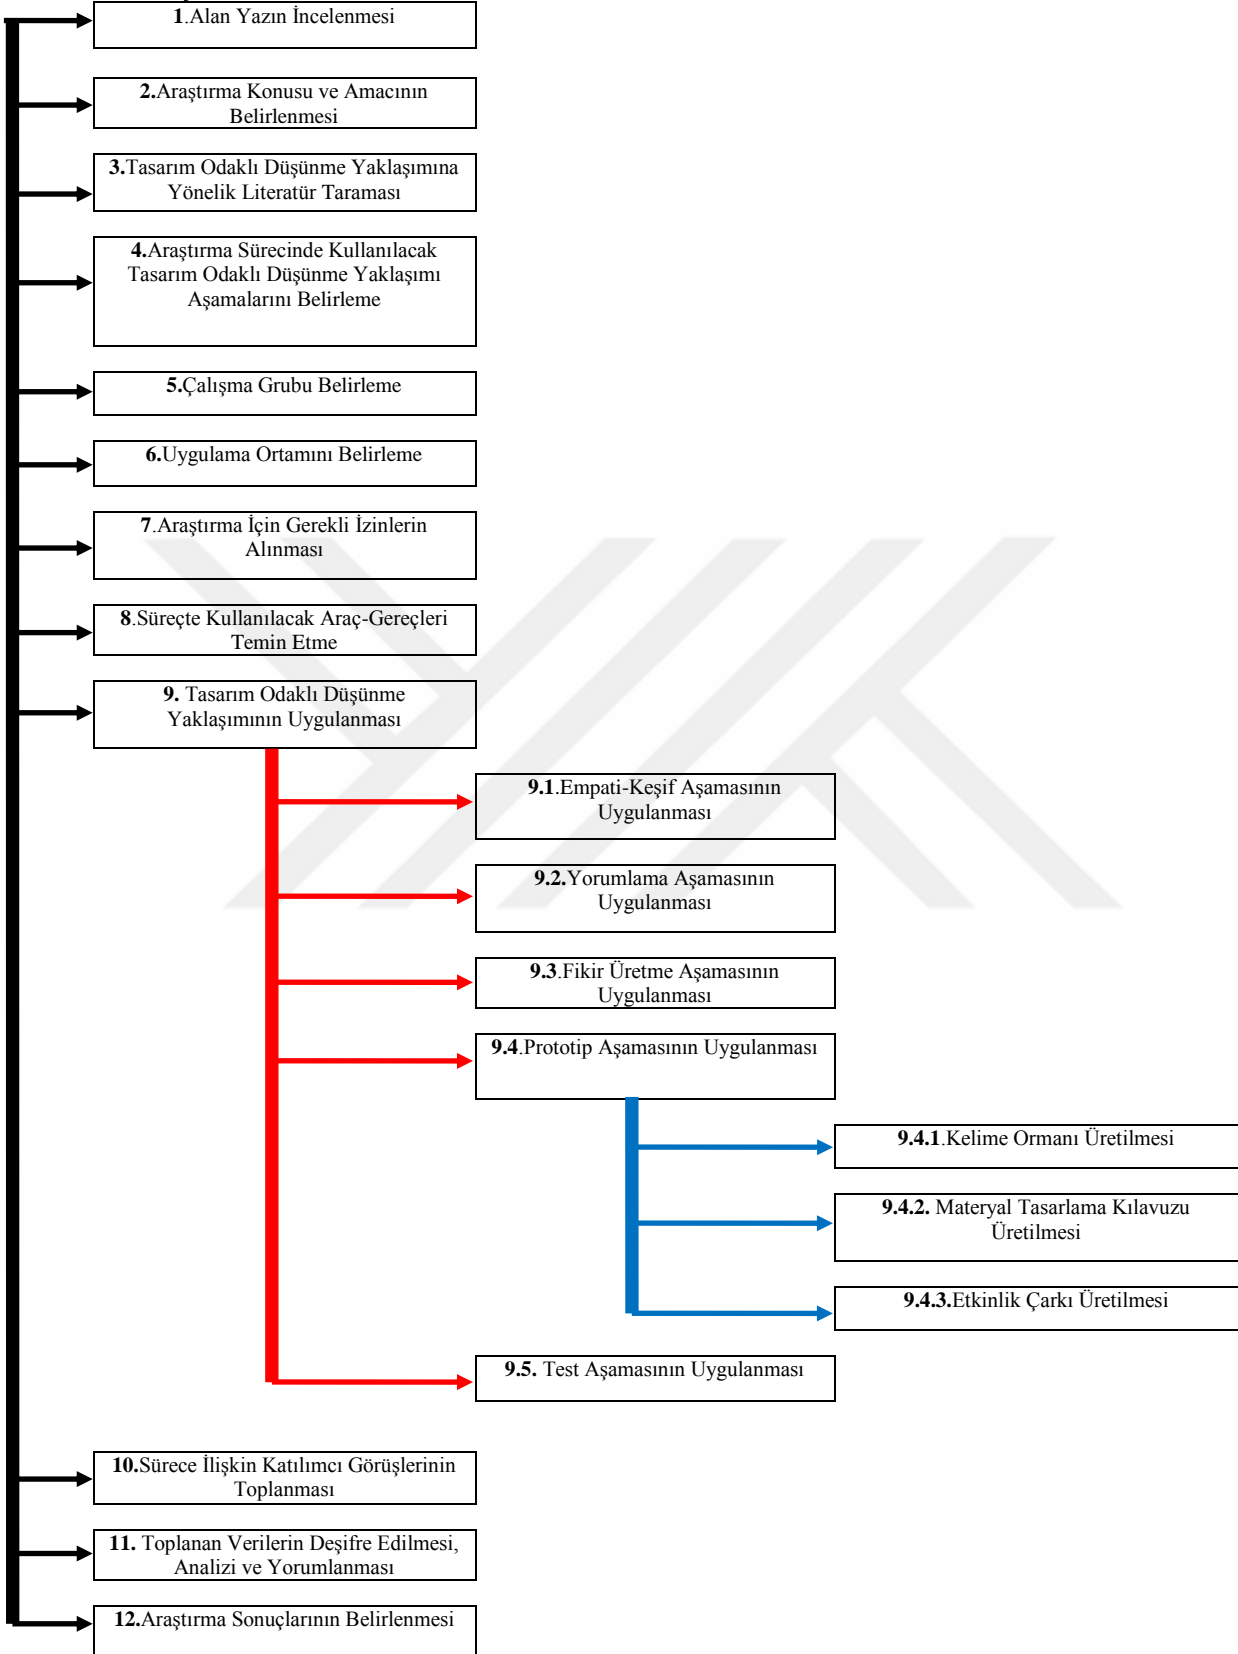 1.Alan Yazın İncelenmesi
2.Araştırma Konusu ve Amacının
Belirlenmesi
3.Tasarım Odaklı Düşünme Yaklaşımına
Yönelik Literatür Taraması
4.Araştırma Sürecinde Kullanılacak
Tasarım Odaklı Düşünme Yaklaşımı
Aşamalarını Belirleme
5.Çalışma Grubu Belirleme
6.Uygulama Ortamını Belirleme
7.Araştırma İçin Gerekli İzinlerin
Alınması
8.Süreçte Kullanılacak Araç-Gereçleri
Temin Etme
9. Tasarım Odaklı Düşünme
Yaklaşımının Uygulanması
9.1.Empati-Keşif Aşamasının
Uygulanması
9.2.Yorumlama Aşamasının
Uygulanması
9.3.Fikir Üretme Aşamasının
Uygulanması
9.4.Prototip Aşamasının Uygulanması
9.4.1.Kelime Ormanı Üretilmesi
9.4.2. Materyal Tasarlama Kılavuzu
Üretilmesi
9.4.3.Etkinlik Çarkı Üretilmesi
9.5. Test Aşamasının Uygulanması
10.Sürece İlişkin Katılımcı Görüşlerinin
Toplanması
11. Toplanan Verilerin Deşifre Edilmesi,
Analizi ve Yorumlanması
12.Araştırma Sonuçlarının Belirlenmesi